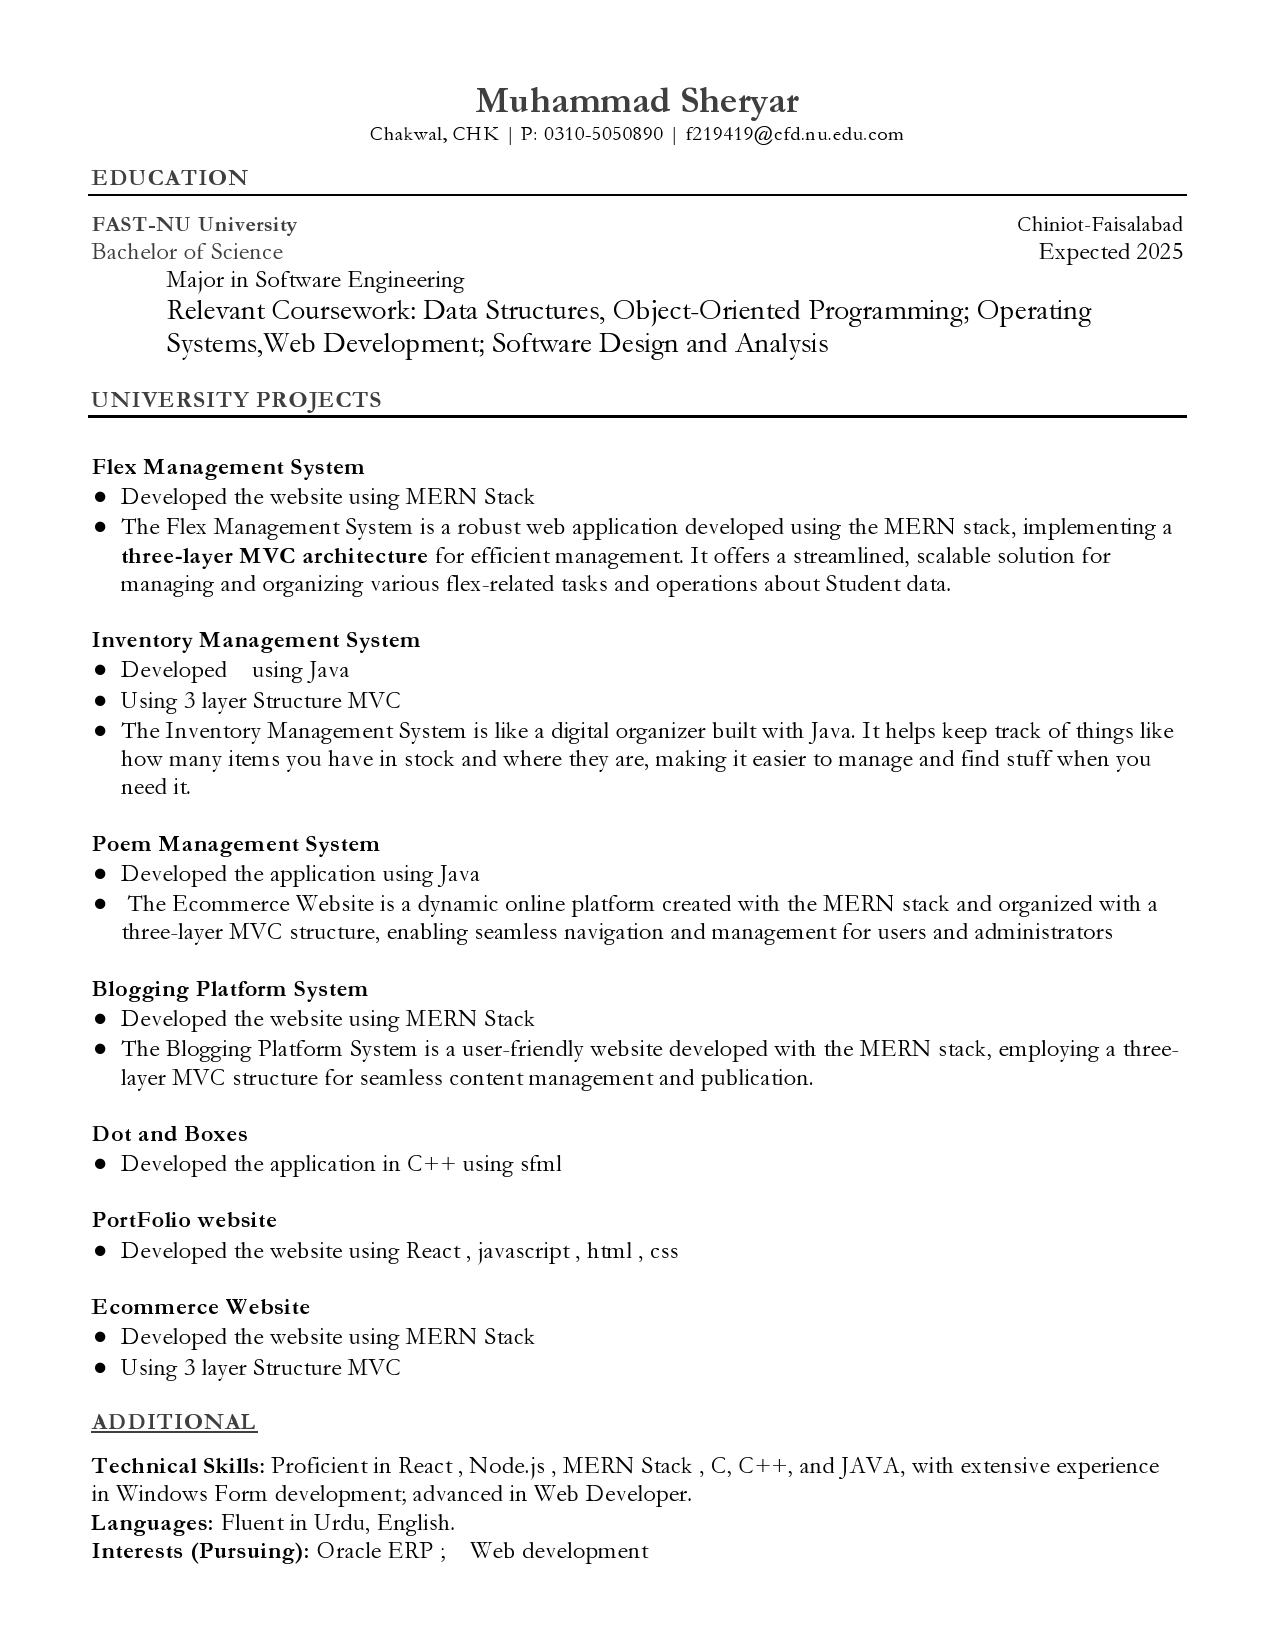 Muhammad Sheryar
Chakwal, CHK | P: 0310-5050890 | f219419@cfd.nu.edu.com
EDUCATION
FAST-NU University Chiniot-Faisalabad
Bachelor of Science Expected 2025
Major in Software Engineering
Relevant Coursework: Data Structures, Object-Oriented Programming; Operating
Systems,Web Development; Software Design and Analysis
UNIVERSITY PROJECTS
Flex Management System
● Developed the website using MERN Stack
● The Flex Management System is a robust web application developed using the MERN stack, implementing a
three-layer MVC architecture for efficient management. It offers a streamlined, scalable solution for
managing and organizing various flex-related tasks and operations about Student data.
Inventory Management System
● Developed using Java
● Using 3 layer Structure MVC
● The Inventory Management System is like a digital organizer built with Java. It helps keep track of things like
how many items you have in stock and where they are, making it easier to manage and find stuff when you
need it.
Poem Management System
● Developed the application using Java
● The Ecommerce Website is a dynamic online platform created with the MERN stack and organized with a
three-layer MVC structure, enabling seamless navigation and management for users and administrators
Blogging Platform System
● Developed the website using MERN Stack
● The Blogging Platform System is a user-friendly website developed with the MERN stack, employing a three-
layer MVC structure for seamless content management and publication.
Dot and Boxes
● Developed the application in C++ using sfml
PortFolio website
● Developed the website using React , javascript , html , css
Ecommerce Website
● Developed the website using MERN Stack
● Using 3 layer Structure MVC
ADDITIONAL
Technical Skills: Proficient in React , Node.js , MERN Stack , C, C++, and JAVA, with extensive experience
in Windows Form development; advanced in Web Developer.
Languages: Fluent in Urdu, English.
Interests (Pursuing): Oracle ERP ; Web development